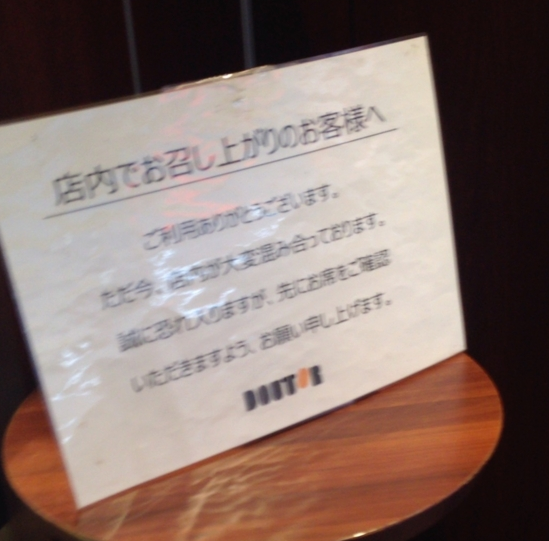 店内でお召し上がりのお客様へ
ご利用ありがとうございます。
ただ今、店内が大変混み合っております。
誠に恐れ入りますが、先にお席をご確認
いただきますよう、お願い申し上げます。
DOUTOR